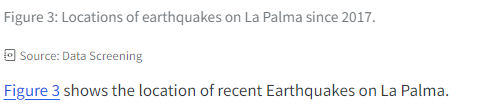 Figure 3: Locations of earthquakes on La Palma since 2017.
Source: Data Screening
Figure 3 shows the location of recent Earthquakes on La Palma.